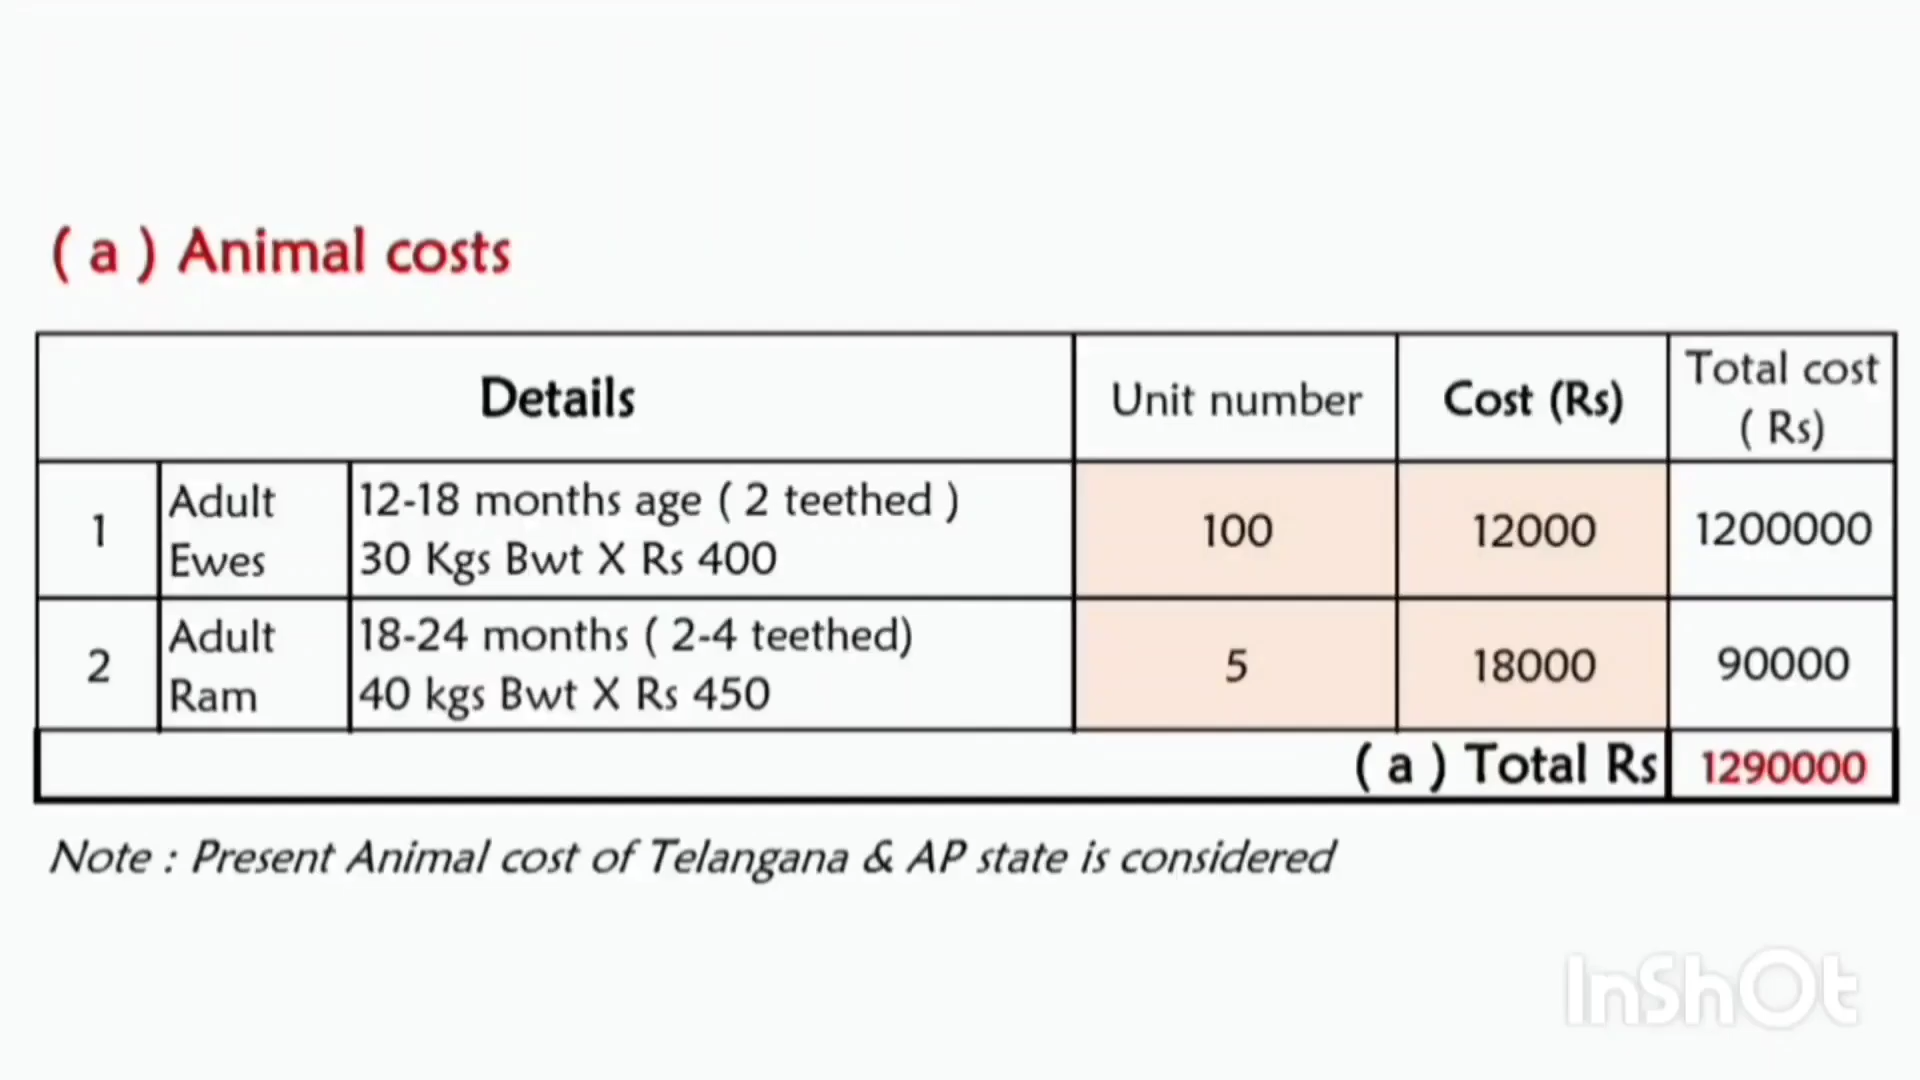 ( a ) Animal costs
Details Unit number Cost (Rs) Total cost ( Rs)
1 Adult Ewes 12-18 months age ( 2 teethed ) 30 Kgs Bwt X Rs 400 100 12000 1200000
2 Adult Ram 18-24 months ( 2-4 teethed) 40 kgs Bwt X Rs 450 5 18000 90000
( a ) Total Rs 1290000
Note : Present Animal cost of Telangana & AP state is considered
InShOt